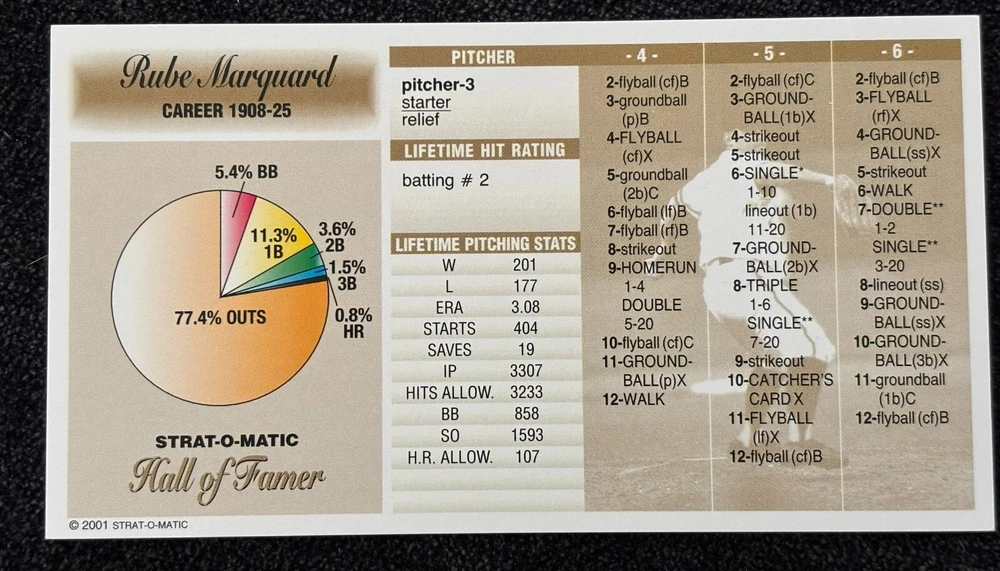 Rube Marquard
CAREER 1908-25
5.4% BB
11.3%
1B
3.6%
2B
1.5%
3B
0.8%
HR
77.4% OUTS
STRAT-O-MATIC
Hall of Famer
© 2001 STRAT-O-MATIC
PITCHER
pitcher-3
starter
relief
LIFETIME HIT RATING
batting # 2
LIFETIME PITCHING STATS
W 201
L 177
ERA 3.08
STARTS 404
SAVES 19
IP 3307
HITS ALLOW. 3233
BB 858
SO 1593
H.R. ALLOW. 107
- 4 -
2-flyball (cf)B
3-groundball
(p)B
4-FLYBALL
(cf)X
5-groundball
(2b)C
6-flyball (lf)B
7-flyball (rf)B
8-strikeout
9-HOMERUN
1-4
DOUBLE
5-20
10-flyball (cf)C
11-GROUND-
BALL(p)X
12-WALK
- 5 -
2-flyball (cf)C
3-GROUND-
BALL(1b)X
4-strikeout
5-strikeout
6-SINGLE*
1-10
lineout (1b)
11-20
7-GROUND-
BALL(2b)X
8-TRIPLE
1-6
SINGLE**
7-20
9-strikeout
10-CATCHER'S
CARD X
11-FLYBALL
(lf)X
12-flyball (cf)B
- 6 -
2-flyball (cf)B
3-FLYBALL
(rf)X
4-GROUND-
BALL(ss)X
5-strikeout
6-WALK
7-DOUBLE**
1-2
SINGLE**
3-20
8-lineout (ss)
9-GROUND-
BALL(ss)X
10-GROUND-
BALL(3b)X
11-groundball
(1b)C
12-flyball (cf)B